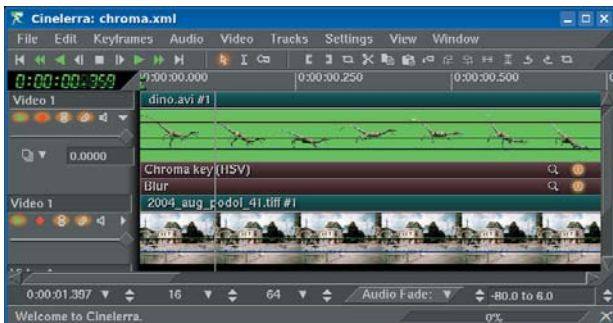 Cinelerra: chroma.xml
File Edit Keyframes Audio Video Tracks Settings View Window
0:00:00:359 0:00:00.000 0:00:00.250 0:00:00.500
Video 1 dino.avi #1
0.0000
Chroma key (HSV)
Blur
Video 1 2004_aug_podol_41.tiff #1
0:00:01.397 16 64 Audio Fade: -80.0 to 6.0
Welcome to Cinelerra. 0%